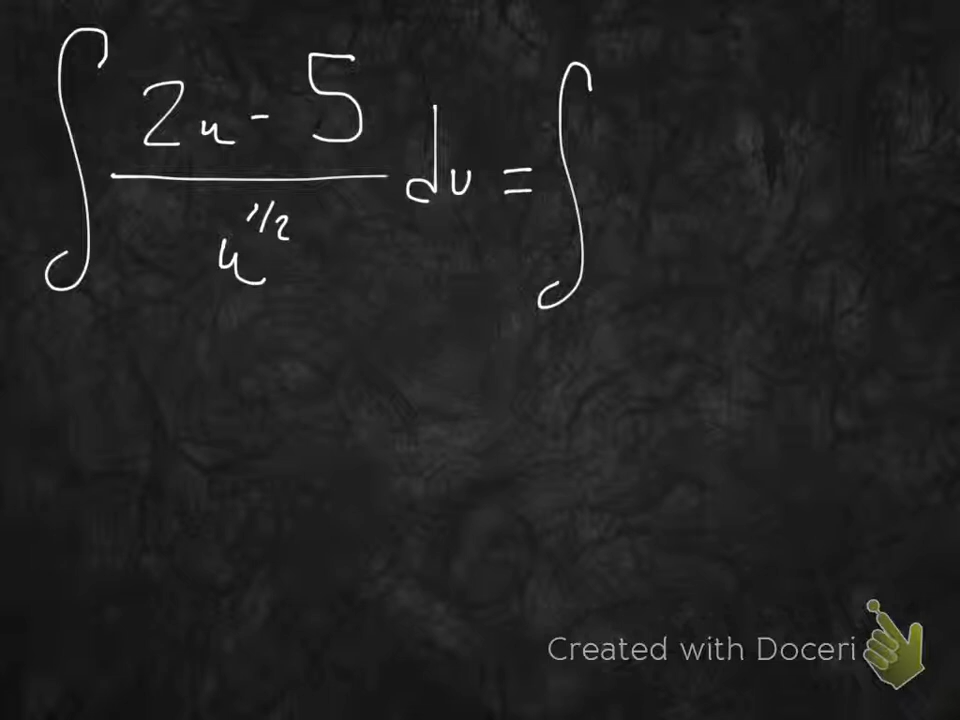 ∫ (2u - 5)/(u^{1/2}) du = ∫
Created with Doceri